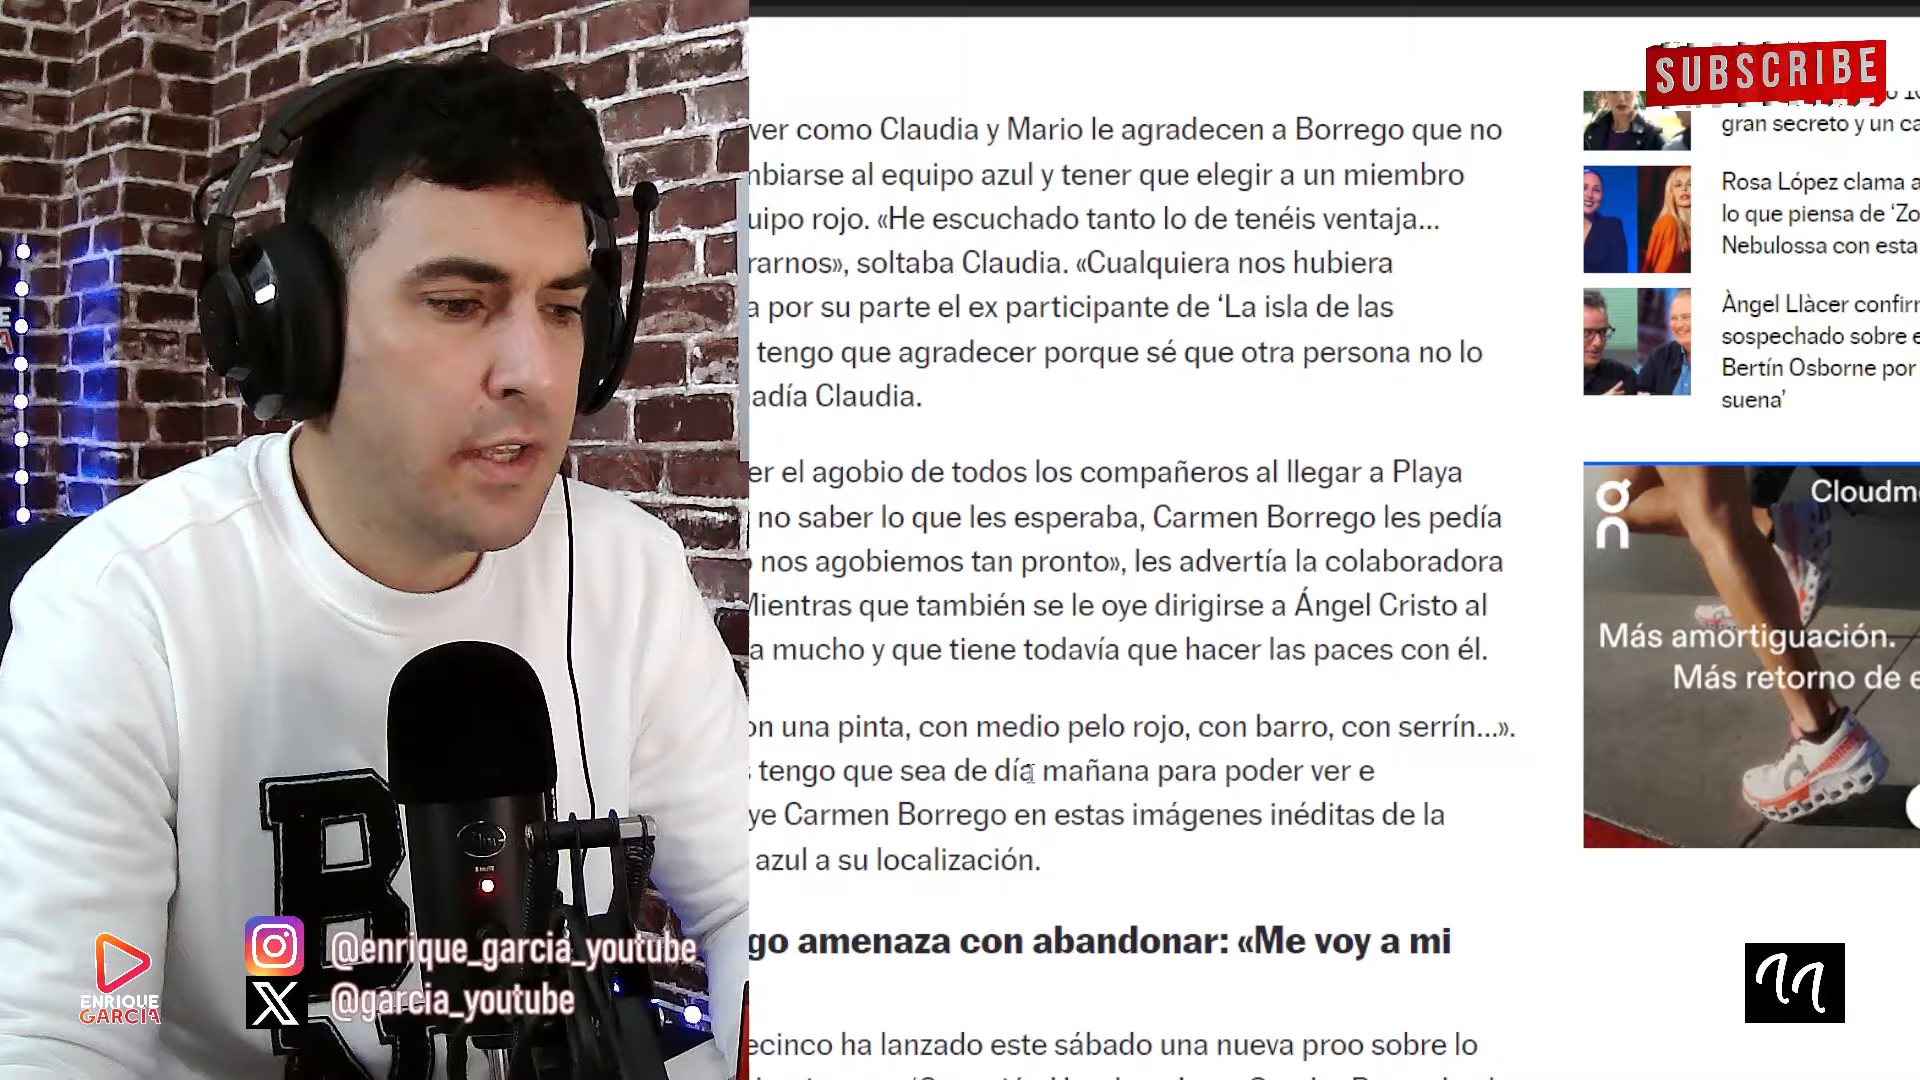 ver como Claudia y Mario le agradecen a Borrego que no
al equipo azul y tener que elegir a un miembro
rojo. «He escuchado tanto lo de tenéis ventaja...
soltaba Claudia. «Cualquiera nos hubiera
a por su parte el ex participante de ‘La isla de las
tengo que agradecer porque sé que otra persona no lo
Claudia.
el agobio de todos los compañeros al llegar a Playa
no saber lo que les esperaba, Carmen Borrego les pedía
nos agobiemos tan pronto», les advertía la colaboradora
Mientras que también se le oye dirigirse a Ángel Cristo al
a mucho y que tiene todavía que hacer las paces con él.
una pinta, con medio pelo rojo, con barro, con serrín...».
tengo que sea de día mañana para poder ver e
Carmen Borrego en estas imágenes inéditas de la
azul a su localización.
go amenaza con abandonar: «Me voy a mi
ecinco ha lanzado este sábado una nueva proo sobre lo
SUBSCRIBE
gran secreto y un ca
Rosa López clama a
lo que piensa de ‘Zo
Nebulossa con esta
Àngel Llàcer confirm
sospechado sobre e
Bertín Osborne por
suena’
on
Cloudmo
Más amortiguación.
Más retorno de e
ENRIQUE
GARCIA
@enrique_garcia_youtube
@garcia_youtube
B